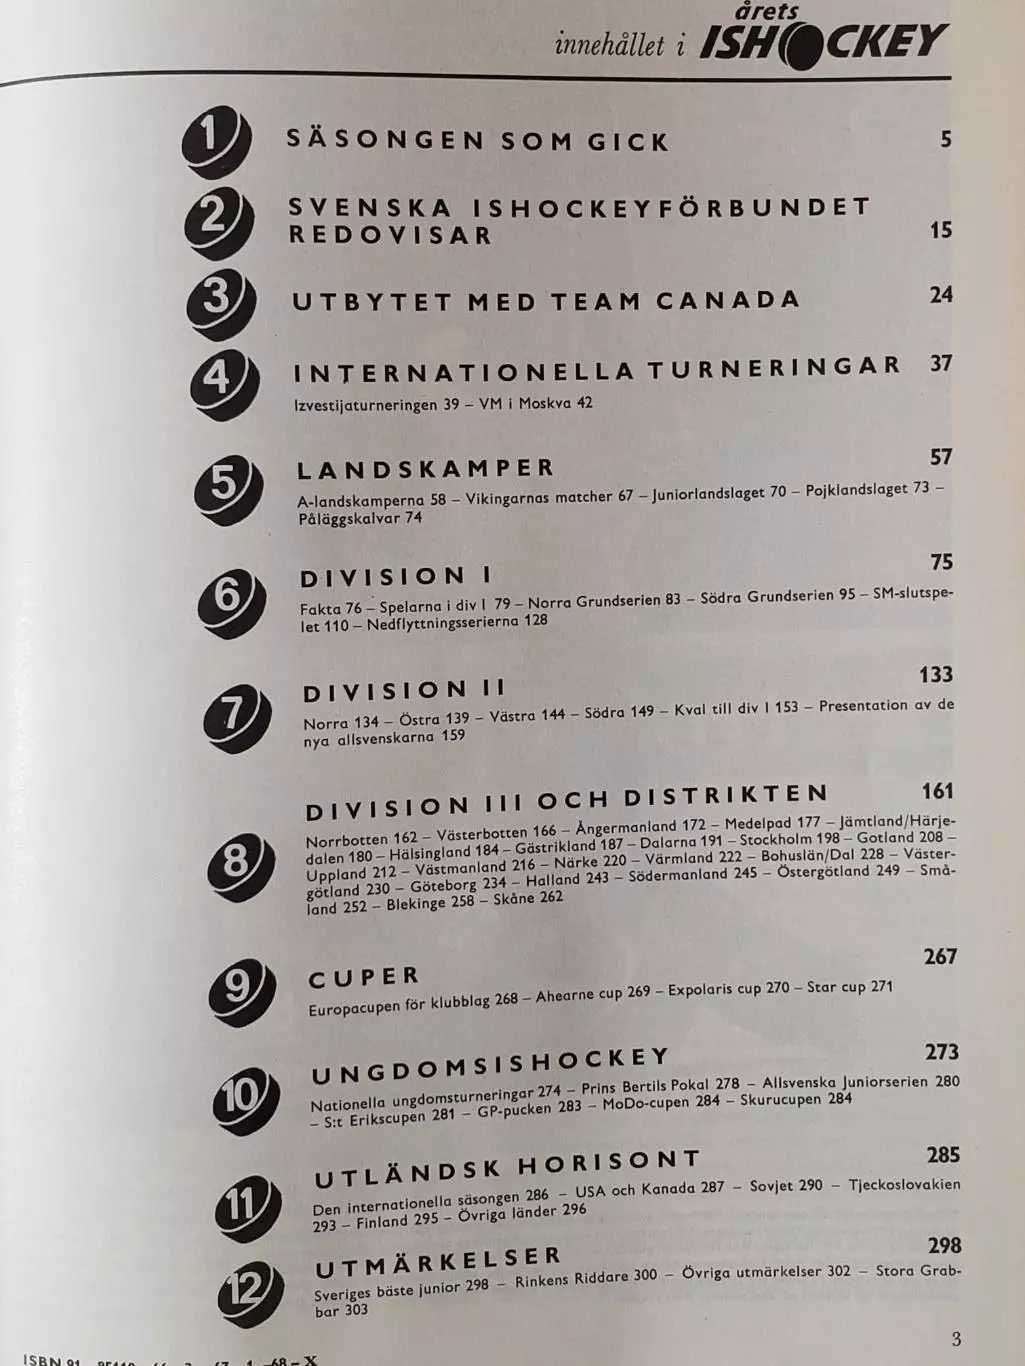 årets
innehållet i ISHOCKEY
1 SÄSONGEN SOM GICK 5
2 SVENSKA ISHOCKEYFÖRBUNDET
REDOVISAR 15
3 UTBYTET MED TEAM CANADA 24
4 INTERNATIONELLA TURNERINGAR 37
Izvestijaturneringen 39 – VM i Moskva 42
5 LANDSKAMPER 57
A-landskamperna 58 – Vikingarnas matcher 67 – Juniorlandslaget 70 – Pojklandslaget 73 –
Påläggskalvar 74
6 DIVISION I 75
Fakta 76 – Spelarna i div I 79 – Norra Grundserien 83 – Södra Grundserien 95 – SM-slutspe-
let 110 – Nedflyttningsserierna 128
7 DIVISION II 133
Norra 134 – Östra 139 – Västra 144 – Södra 149 – Kval till div I 153 – Presentation av de
nya allsvenskarna 159
8 DIVISION III OCH DISTRIKTEN 161
Norrbotten 162 – Västerbotten 166 – Ångermanland 172 – Medelpad 177 – Jämtland/Härje-
dalen 180 – Hälsingland 184 – Gästrikland 187 – Dalarna 191 – Stockholm 198 – Gotland 208 –
Uppland 212 – Västmanland 216 – Närke 220 – Värmland 222 – Bohuslän/Dal 228 – Väster-
götland 230 – Göteborg 234 – Halland 243 – Södermanland 245 – Östergötland 249 – Små-
land 252 – Blekinge 258 – Skåne 262
9 CUPER 267
Europacupen för klubblag 268 – Ahearne cup 269 – Expolaris cup 270 – Star cup 271
10 UNGDOMSISHOCKEY 273
Nationella ungdomsturneringar 274 – Prins Bertils Pokal 278 – Allsvenska Juniorserien 280
– S:t Erikscupen 281 – GP-pucken 283 – MoDo-cupen 284 – Skurucupen 284
11 UTLÄNDSK HORISONT 285
Den internationella säsongen 286 – USA och Kanada 287 – Sovjet 290 – Tjeckoslovakien
293 – Finland 295 – Övriga länder 296
12 UTMÄRKELSER 298
Sveriges bäste junior 298 – Rinkens Riddare 300 – Övriga utmärkelser 302 – Stora Grab-
bar 303
3
ISBN 91